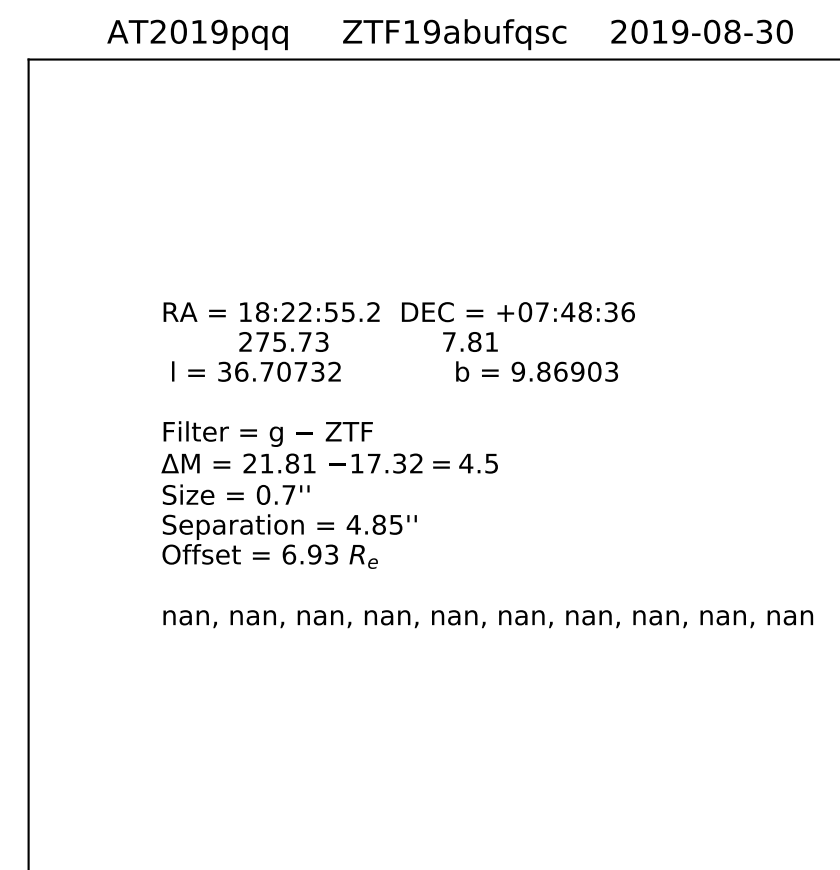 AT2019pqq ZTF19abufqsc 2019-08-30
RA = 18:22:55.2 DEC = +07:48:36
275.73 7.81
l = 36.70732 b = 9.86903
Filter = g − ZTF
ΔM = 21.81 −17.32 = 4.5
Size = 0.7''
Separation = 4.85''
Offset = 6.93 Rₑ
nan, nan, nan, nan, nan, nan, nan, nan, nan, nan